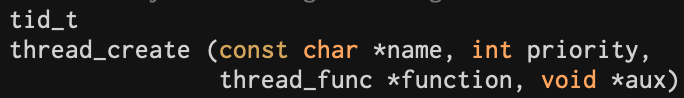 tid_t
thread_create (const char *name, int priority,
thread_func *function, void *aux)